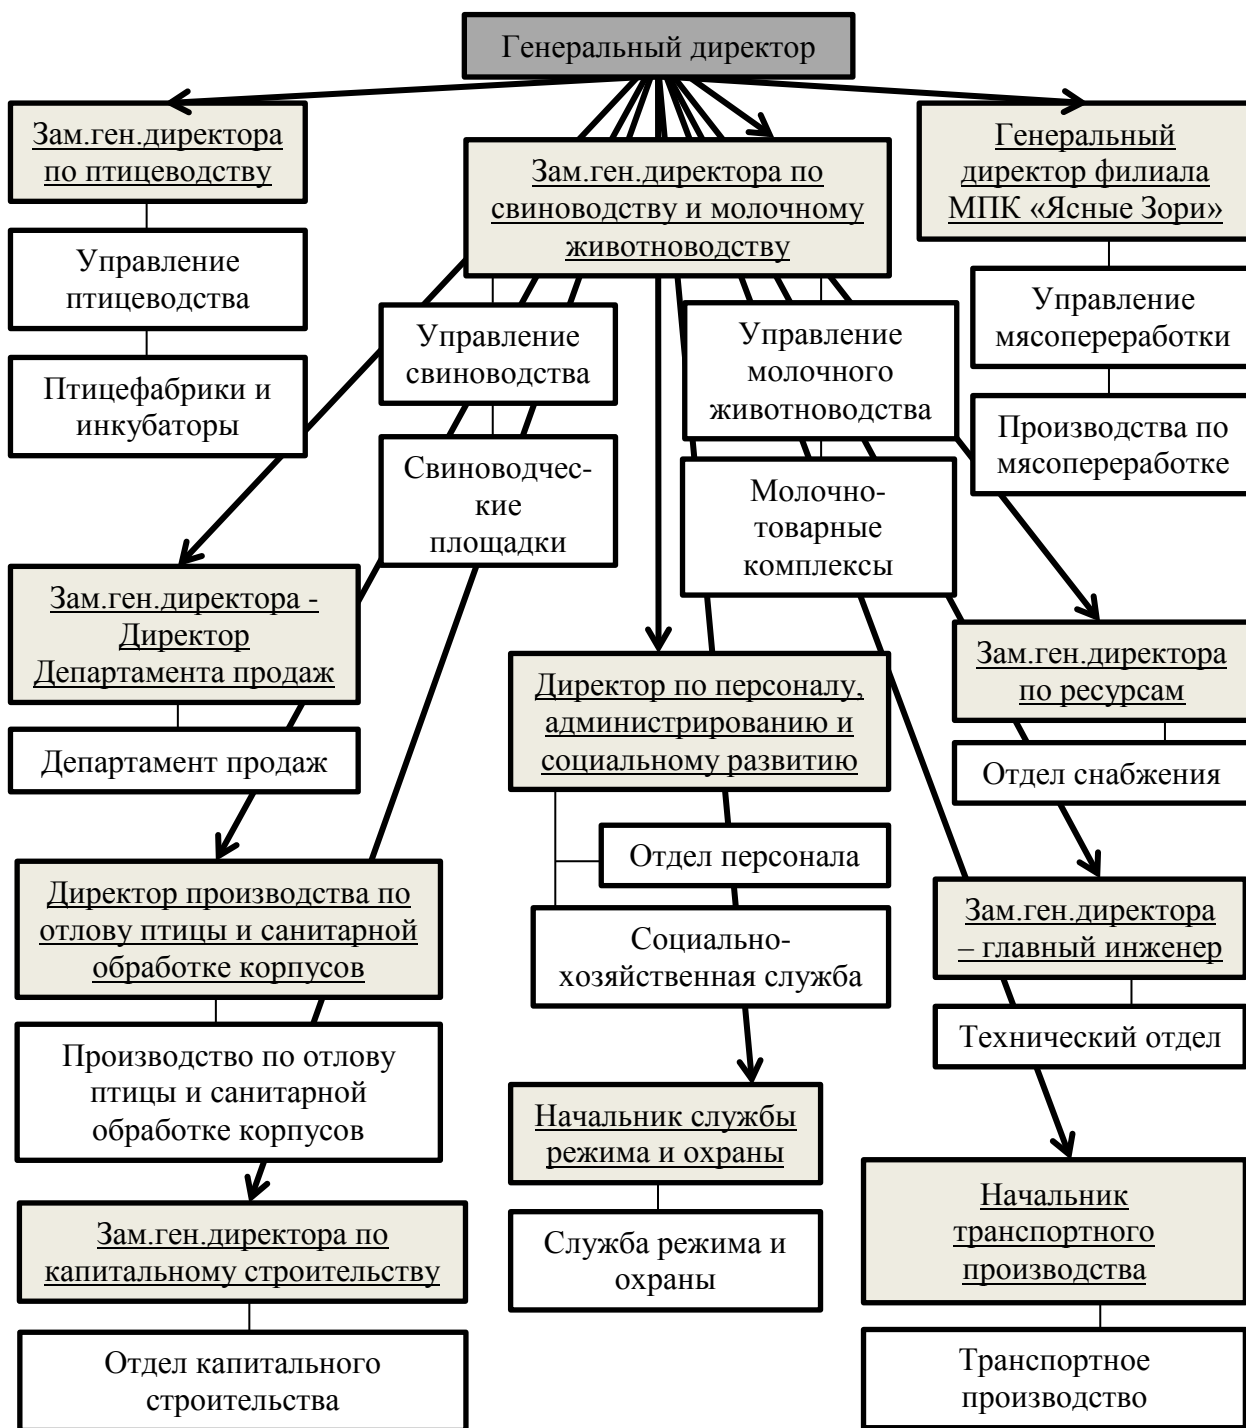 Генеральный директор
Зам.ген.директора
по птицеводству
Управление
птицеводства
Птицефабрики и
инкубаторы
Зам.ген.директора по
свиноводству и молочному
животноводству
Управление
свиноводства
Свиноводчес-
кие
площадки
Управление
молочного
животноводства
Молочно-
товарные
комплексы
Генеральный
директор филиала
МПК «Ясные Зори»
Управление
мясопереработки
Производства по
мясопереработке
Зам.ген.директора -
Директор
Департамента продаж
Департамент продаж
Директор по персоналу,
администрированию и
социальному развитию
Отдел персонала
Социально-
хозяйственная служба
Зам.ген.директора
по ресурсам
Отдел снабжения
Директор производства по
отлову птицы и санитарной
обработке корпусов
Производство по отлову
птицы и санитарной
обработке корпусов
Зам.ген.директора
– главный инженер
Технический отдел
Начальник службы
режима и охраны
Служба режима и
охраны
Начальник
транспортного
производства
Транспортное
производство
Зам.ген.директора по
капитальному строительству
Отдел капитального
строительства